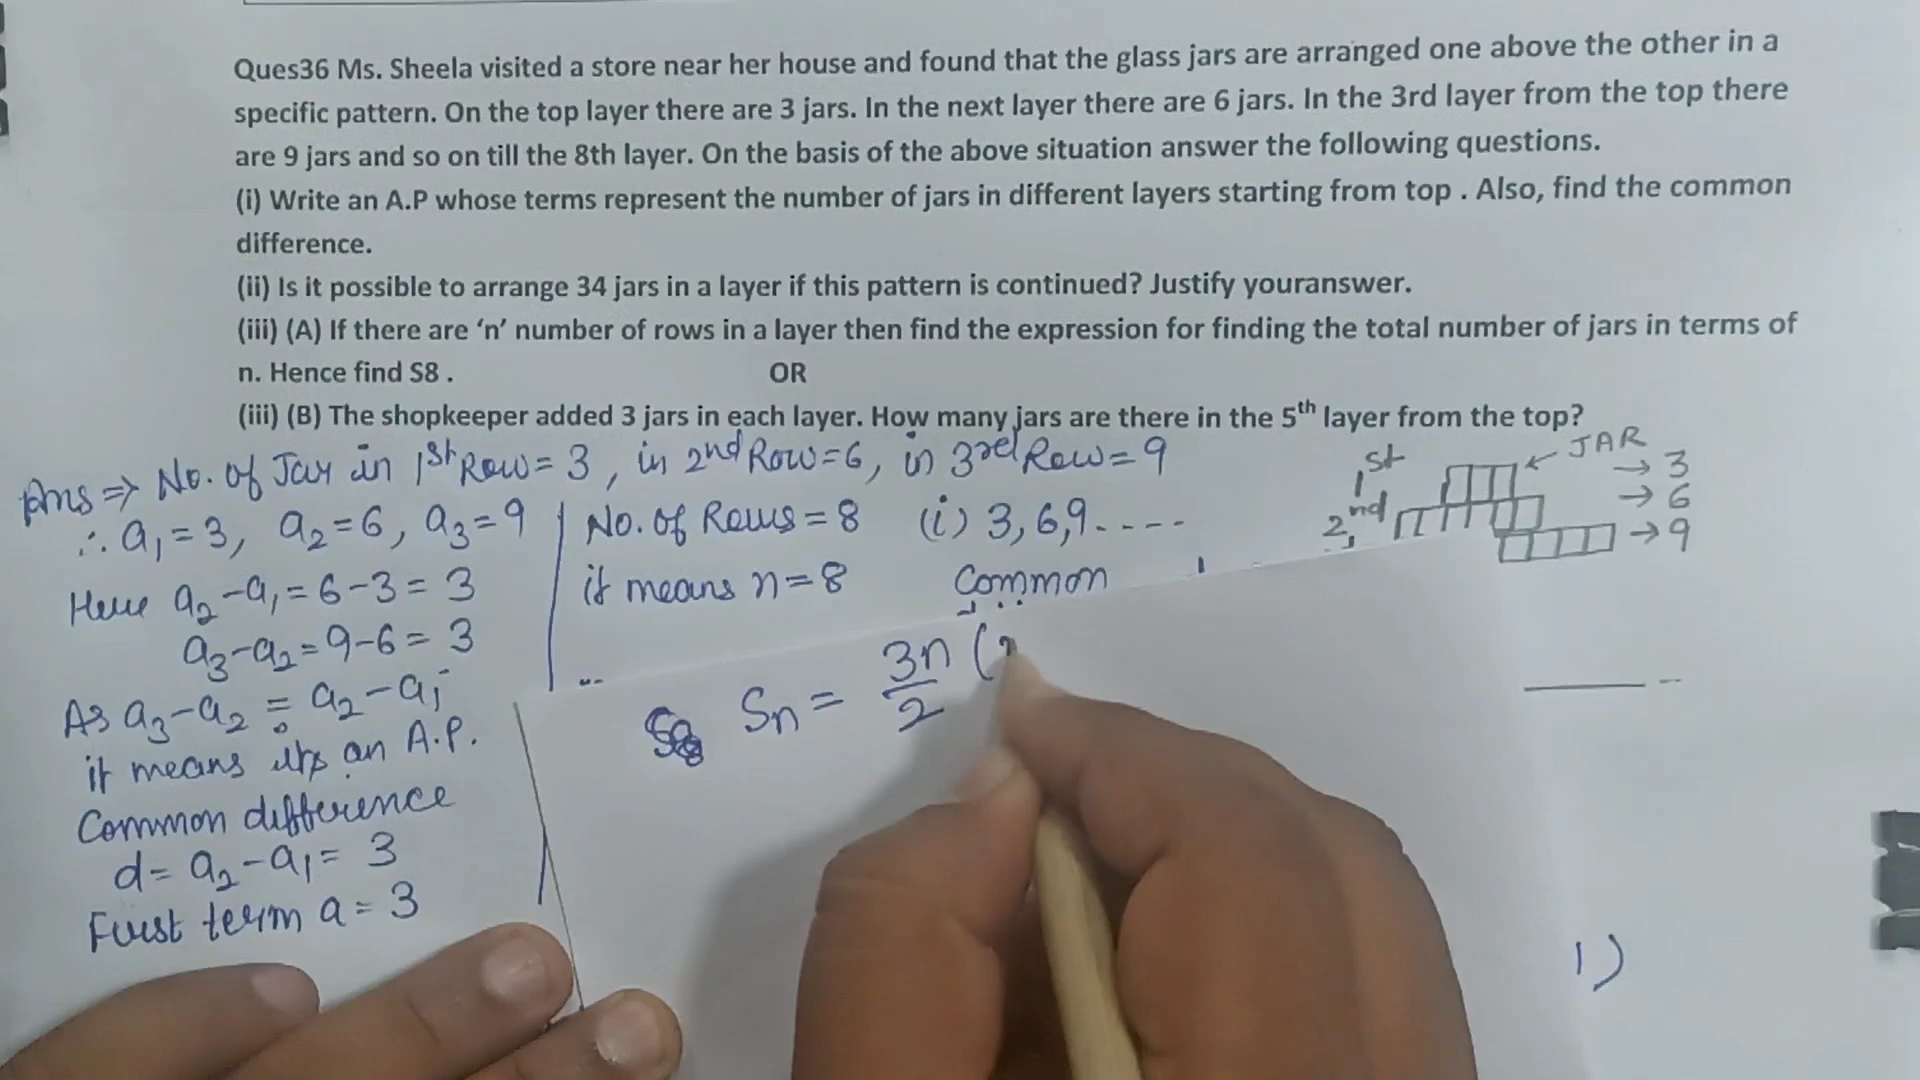 Ques36 Ms. Sheela visited a store near her house and found that the glass jars are arranged one above the other in a
specific pattern. On the top layer there are 3 jars. In the next layer there are 6 jars. In the 3rd layer from the top there
are 9 jars and so on till the 8th layer. On the basis of the above situation answer the following questions.
(i) Write an A.P whose terms represent the number of jars in different layers starting from top . Also, find the common
difference.
(ii) Is it possible to arrange 34 jars in a layer if this pattern is continued? Justify youranswer.
(iii) (A) If there are ‘n’ number of rows in a layer then find the expression for finding the total number of jars in terms of
n. Hence find S8 . OR
(iii) (B) The shopkeeper added 3 jars in each layer. How many jars are there in the 5th layer from the top?
Ans ⇒ No. of Jar in 1st Row = 3 , in 2nd Row = 6, in 3rd Row = 9
∴ a₁ = 3, a₂ = 6, a₃ = 9
Here a₂ - a₁ = 6 - 3 = 3
a₃ - a₂ = 9 - 6 = 3
As a₃ - a₂ = a₂ - a₁
it means its an A.P.
Common difference
d = a₂ - a₁ = 3
First term a = 3
No. of Rows = 8
it means n = 8
(i) 3, 6, 9 . - - - -
Common
1st
2nd
JAR
→ 3
→ 6
→ 9
Sn = 3n/2 (
1)